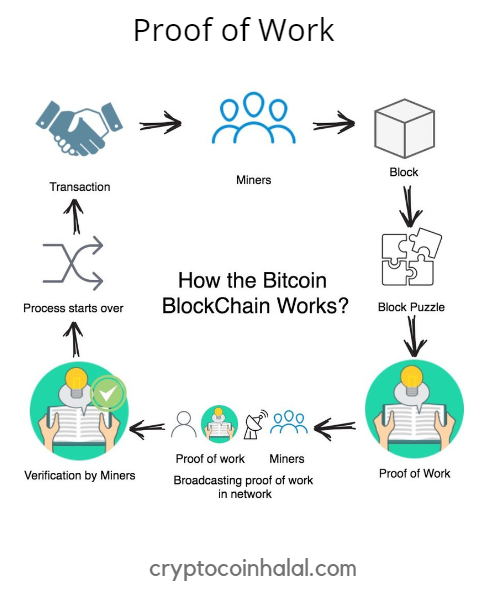 Proof of Work
Transaction
Miners
Block
Process starts over
How the Bitcoin
BlockChain Works?
Block Puzzle
Verification by Miners
Proof of work
Miners
Broadcasting proof of work
in network
Proof of Work
cryptocoinhalal.com